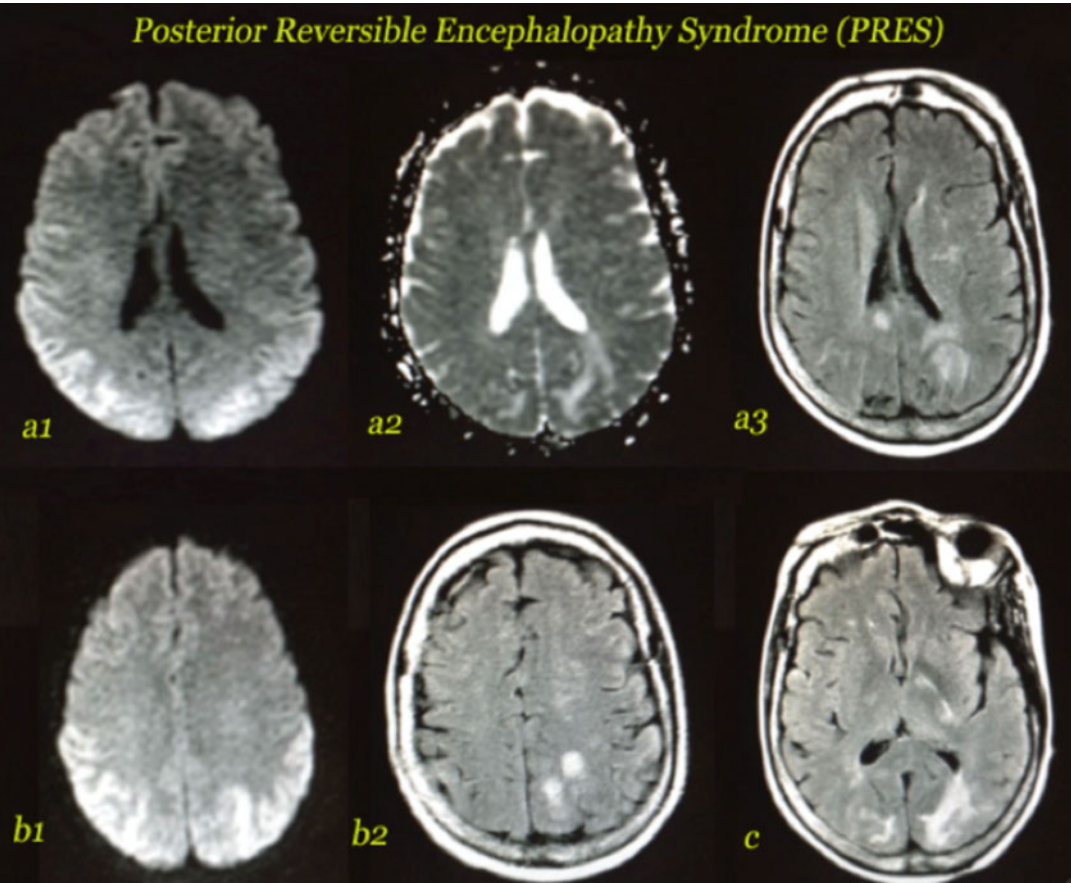 Posterior Reversible Encephalopathy Syndrome (PRES)
a1
a2
a3
b1
b2
c